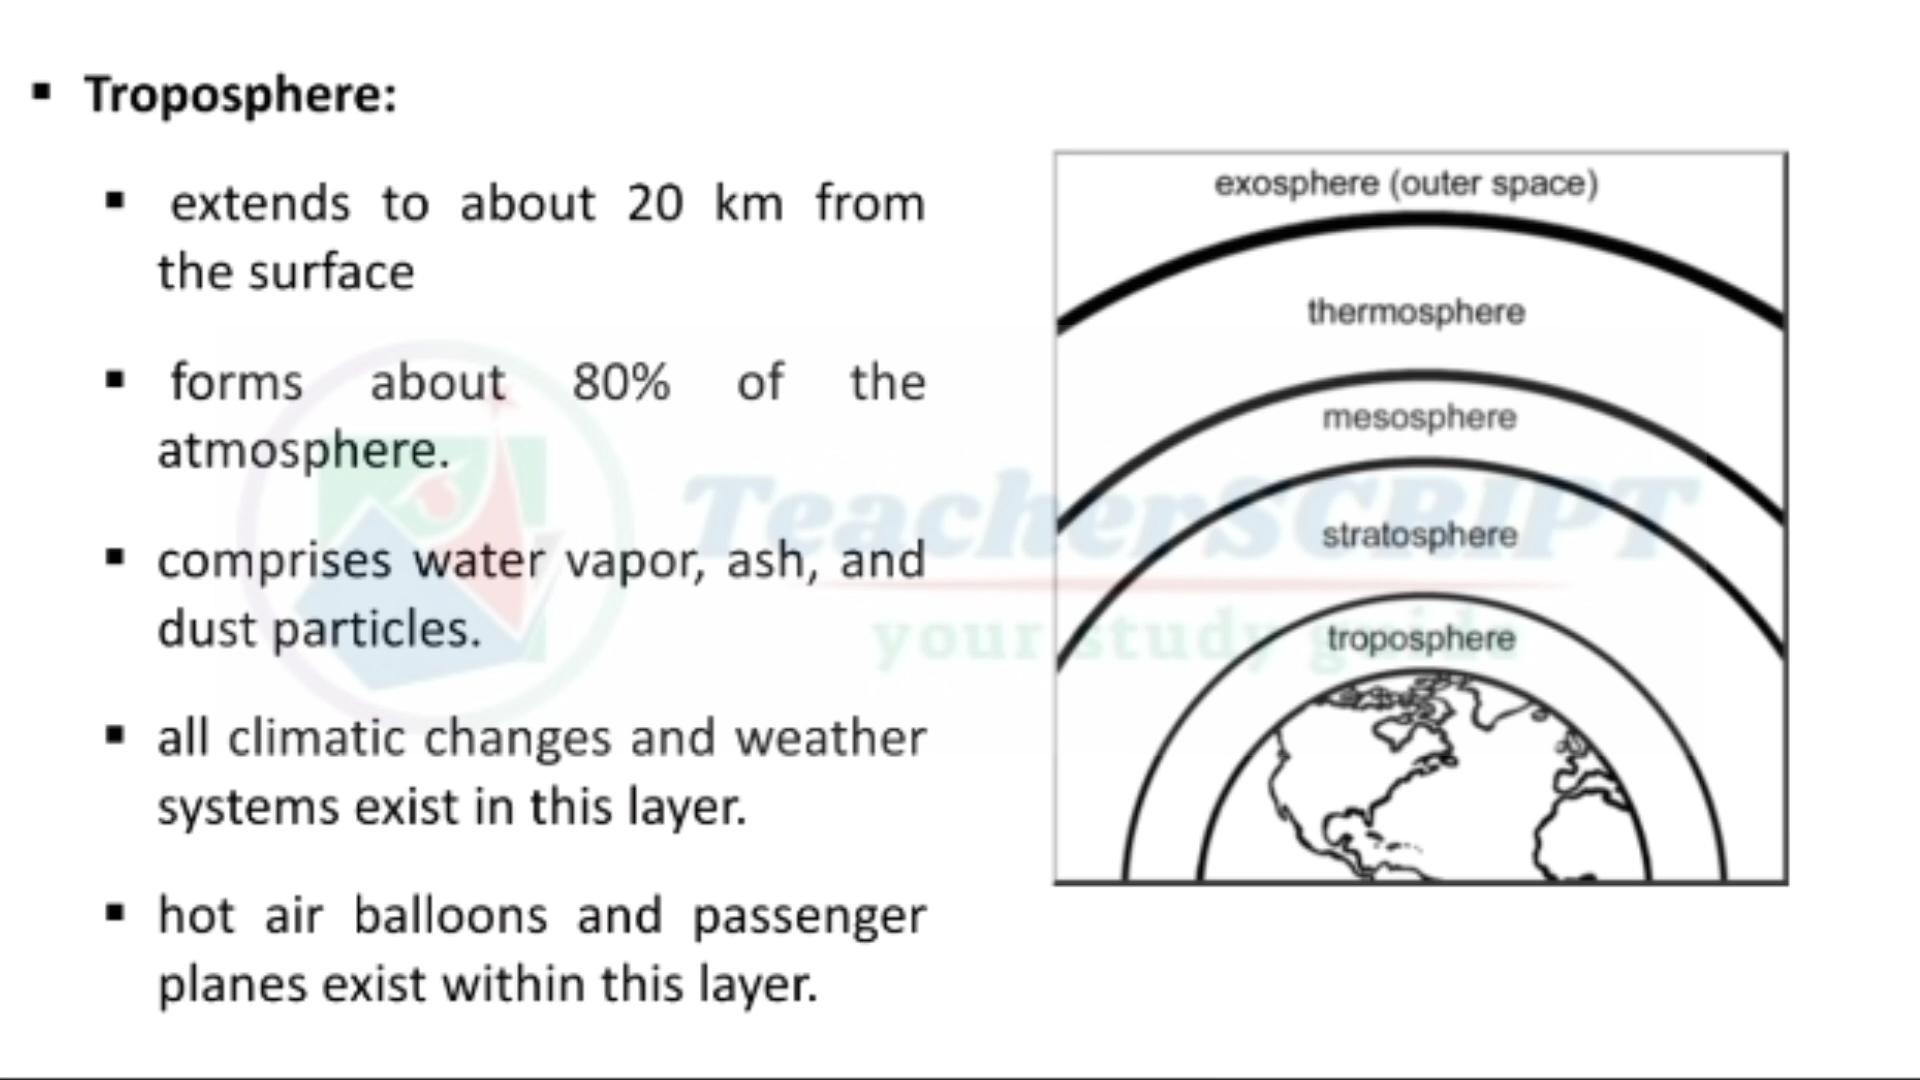 ▪ Troposphere:
▪ extends to about 20 km from
the surface
▪ forms about 80% of the
atmosphere.
▪ comprises water vapor, ash, and
dust particles.
▪ all climatic changes and weather
systems exist in this layer.
▪ hot air balloons and passenger
planes exist within this layer.
exosphere (outer space)
thermosphere
mesosphere
stratosphere
troposphere
TeacherSCRIPT
your study guide